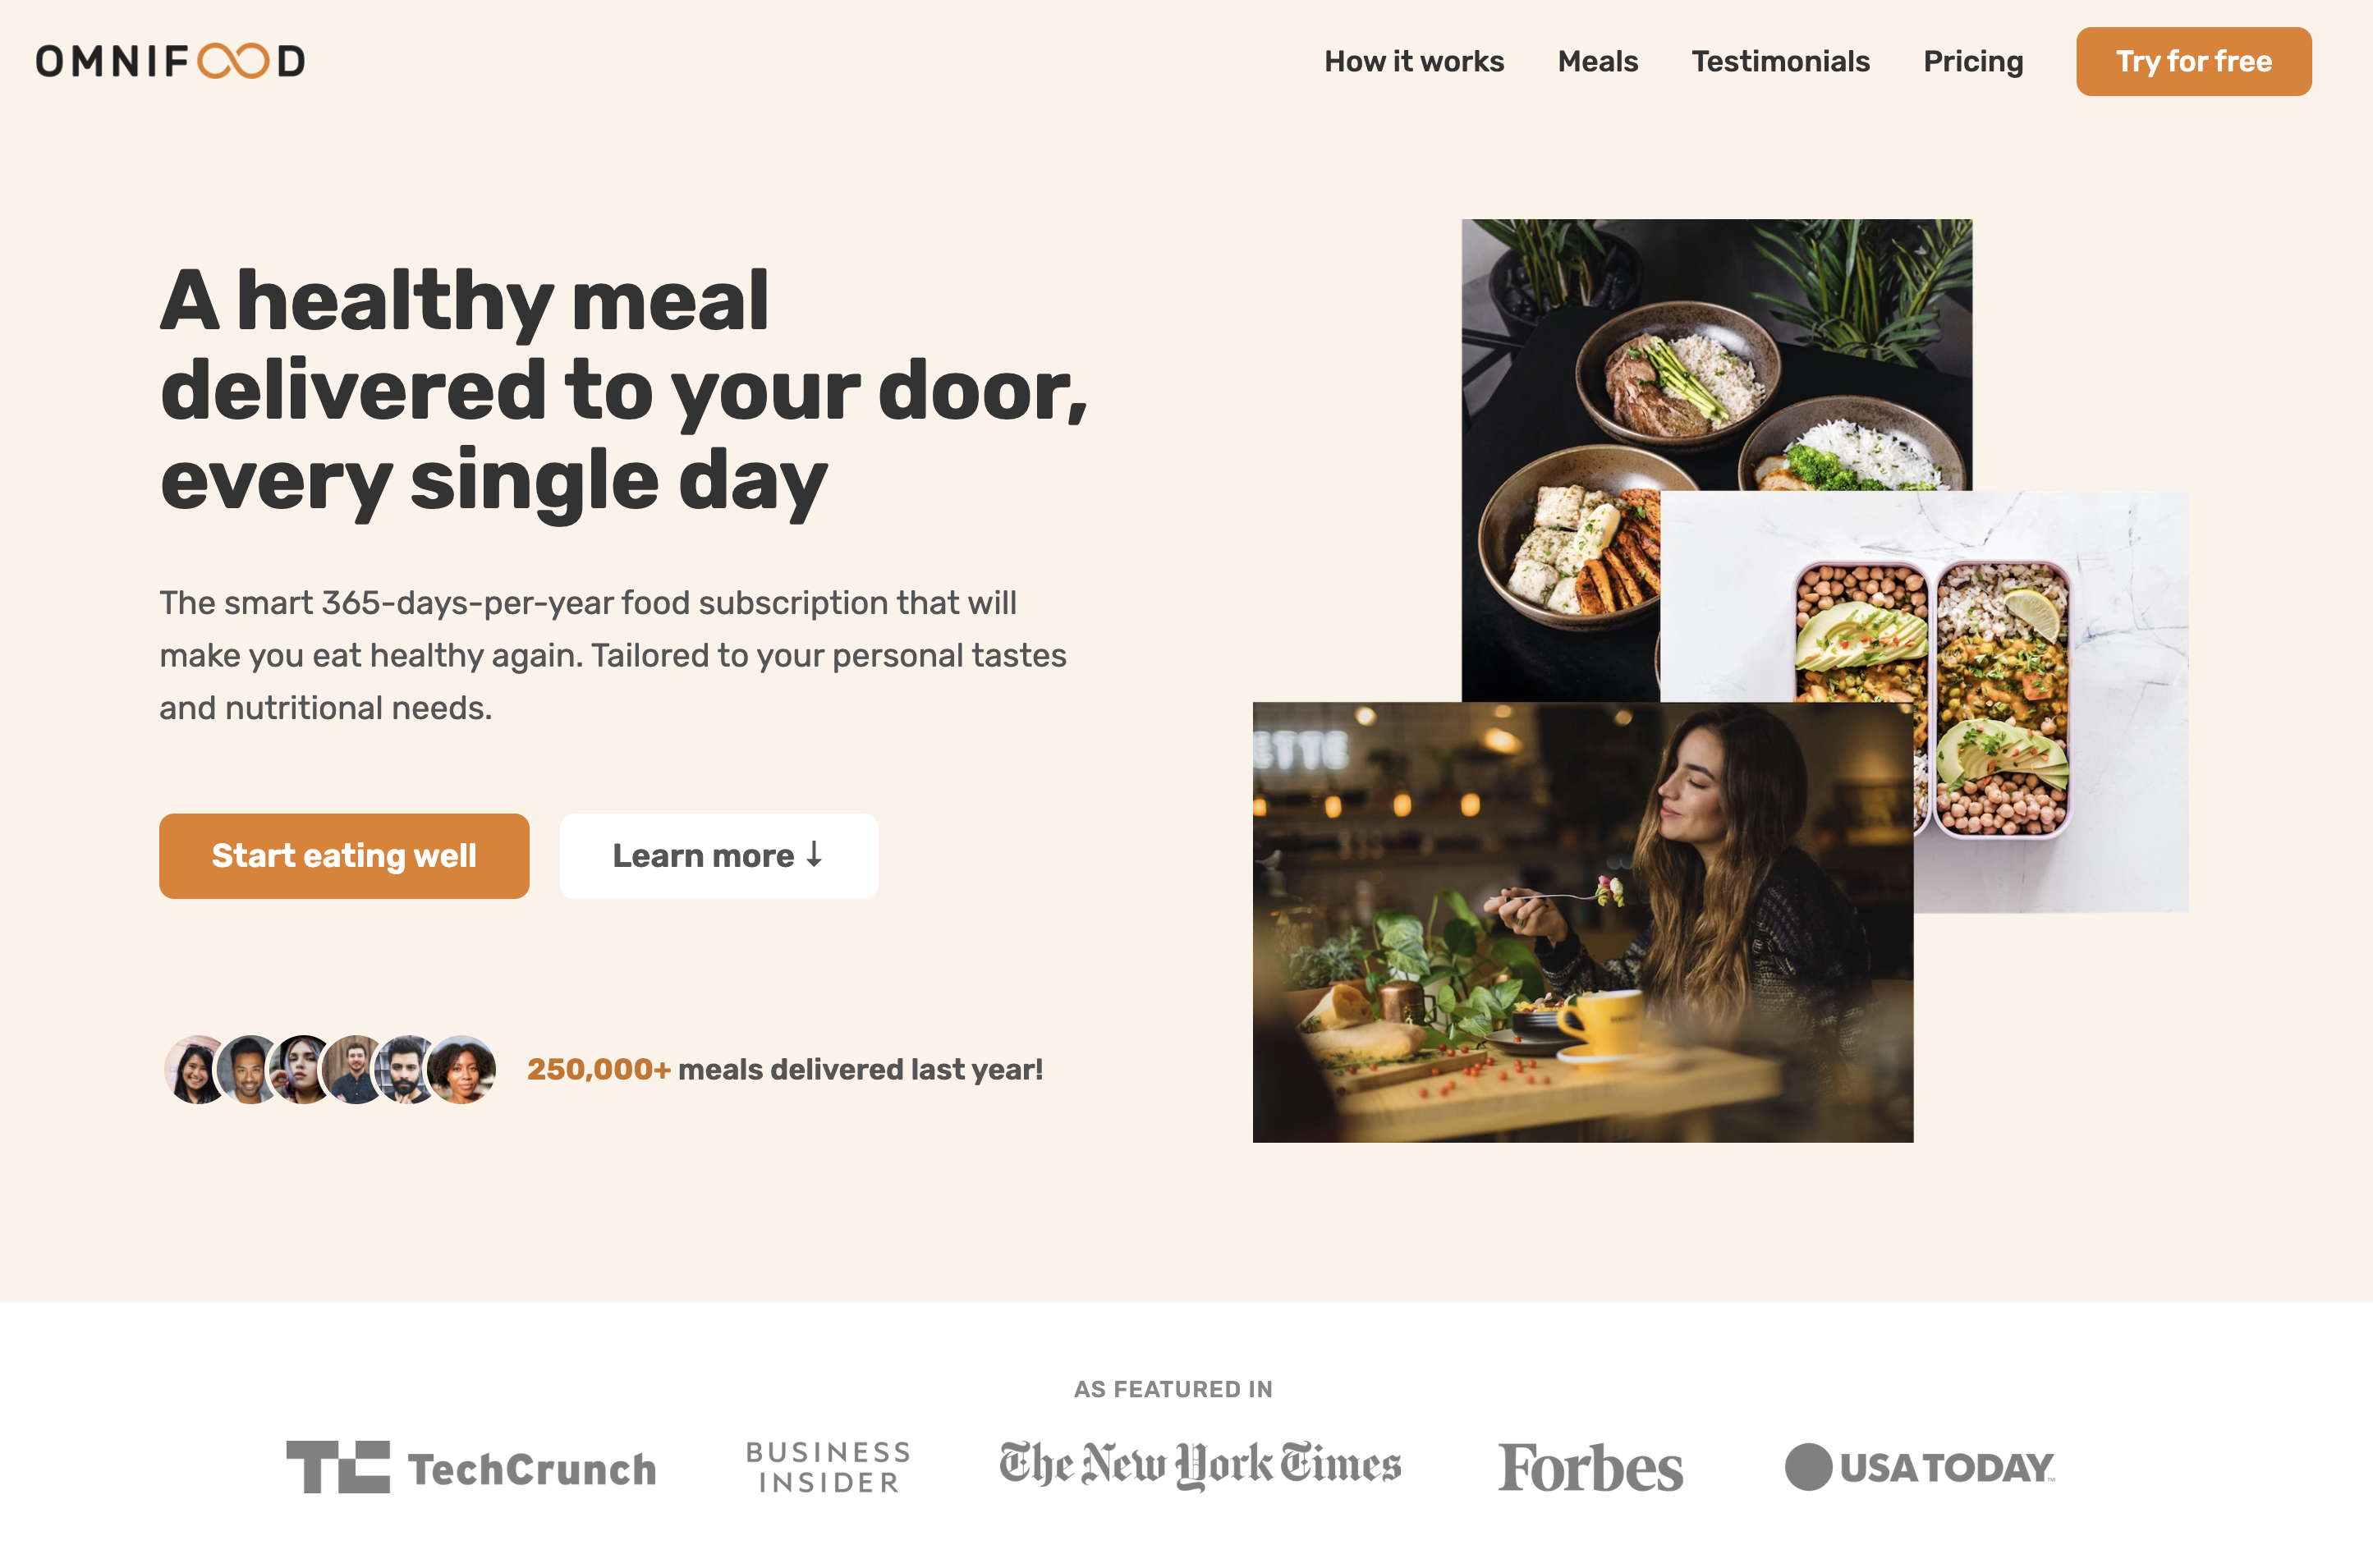 OMNIFOOD
How it works
Meals
Testimonials
Pricing
Try for free
A healthy meal
delivered to your door,
every single day
The smart 365-days-per-year food subscription that will
make you eat healthy again. Tailored to your personal tastes
and nutritional needs.
Start eating well
Learn more ↓
250,000+ meals delivered last year!
ETTE
AS FEATURED IN
TC TechCrunch
BUSINESS
INSIDER
The New York Times
Forbes
USA TODAY™